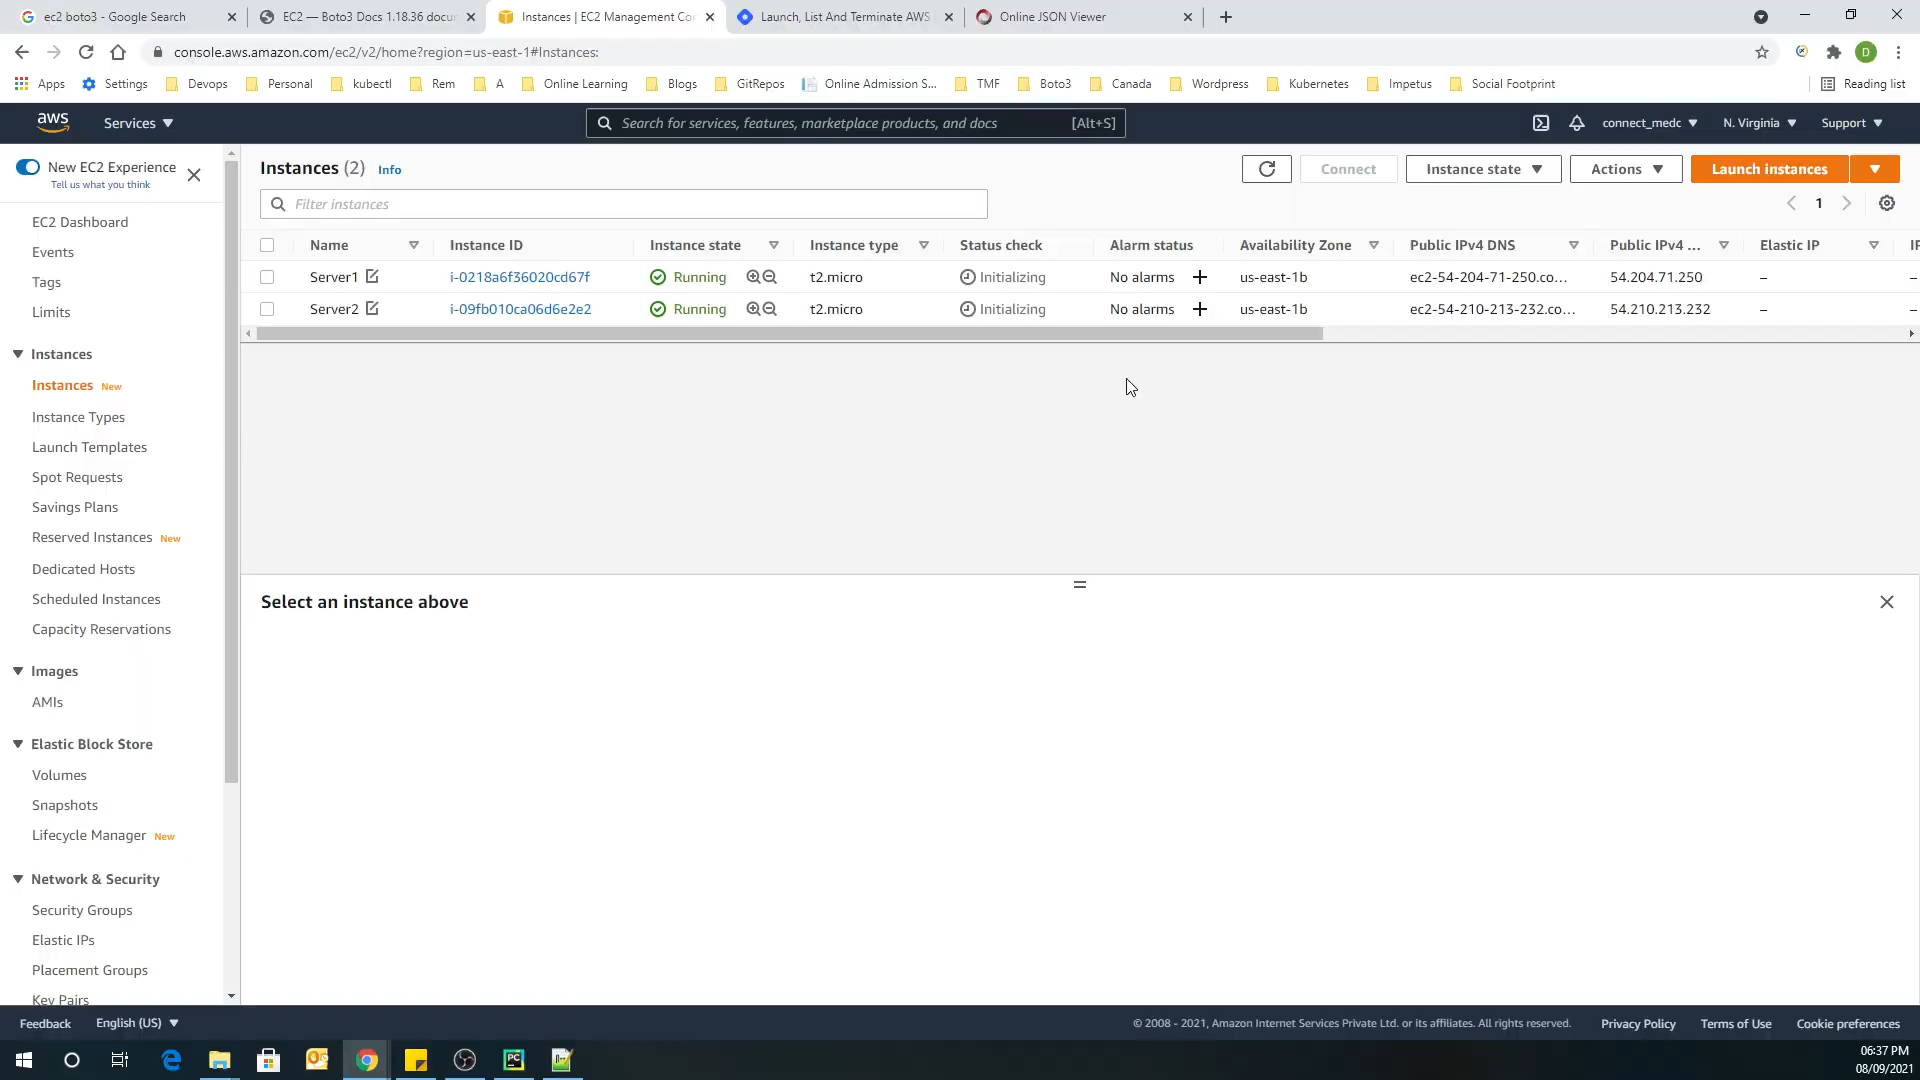 ec2 boto3 - Google Search
EC2 — Boto3 Docs 1.18.36 docu
Instances | EC2 Management Con
Launch, List And Terminate AWS
Online JSON Viewer
console.aws.amazon.com/ec2/v2/home?region=us-east-1#Instances:
D
Apps
Settings
Devops
Personal
kubectl
Rem
A
Online Learning
Blogs
GitRepos
Online Admission S...
TMF
Boto3
Canada
Wordpress
Kubernetes
Impetus
Social Footprint
Reading list
aws
Services
Search for services, features, marketplace products, and docs
[Alt+S]
connect_medc
N. Virginia
Support
New EC2 Experience
Tell us what you think
EC2 Dashboard
Events
Tags
Limits
Instances
Instances New
Instance Types
Launch Templates
Spot Requests
Savings Plans
Reserved Instances New
Dedicated Hosts
Scheduled Instances
Capacity Reservations
Images
AMIs
Elastic Block Store
Volumes
Snapshots
Lifecycle Manager New
Network & Security
Security Groups
Elastic IPs
Placement Groups
Key Pairs
Instances (2) Info
Connect
Instance state
Actions
Launch instances
Filter instances
1
Name Instance ID Instance state Instance type Status check Alarm status Availability Zone Public IPv4 DNS Public IPv4 ... Elastic IP IP
Server1 i-0218a6f36020cd67f Running t2.micro Initializing No alarms + us-east-1b ec2-54-204-71-250.co... 54.204.71.250 – –
Server2 i-09fb010ca06d6e2e2 Running t2.micro Initializing No alarms + us-east-1b ec2-54-210-213-232.co... 54.210.213.232 – –
Select an instance above
Feedback
English (US)
© 2008 - 2021, Amazon Internet Services Private Ltd. or its affiliates. All rights reserved.
Privacy Policy
Terms of Use
Cookie preferences
PC
06:37 PM
08/09/2021